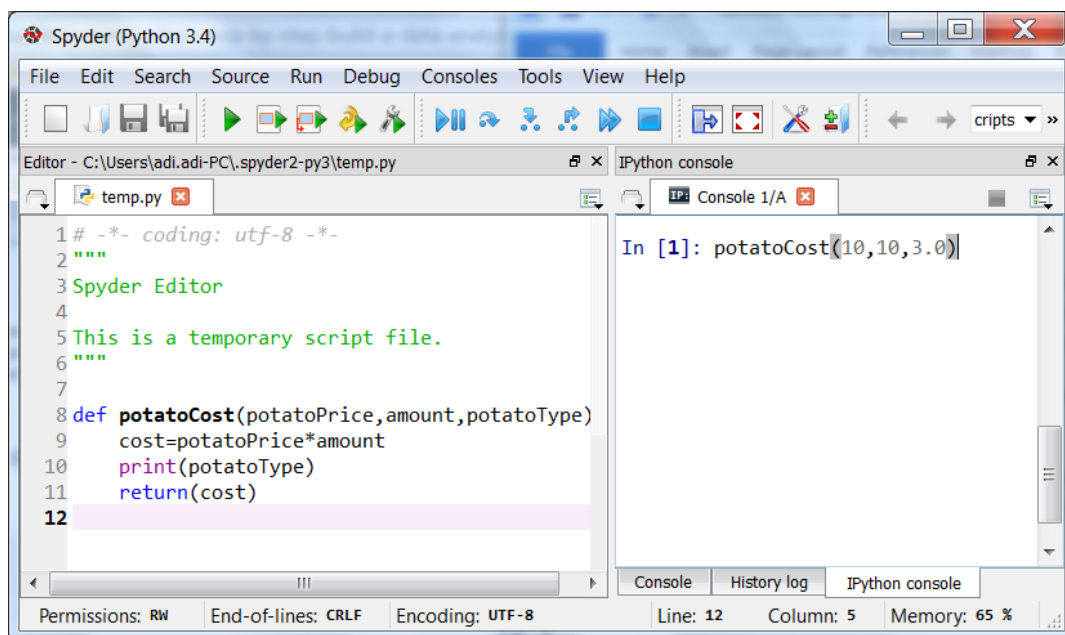 Spyder (Python 3.4)
File Edit Search Source Run Debug Consoles Tools View Help
cripts
Editor - C:\Users\adi.adi-PC\.spyder2-py3\temp.py
temp.py
1 # -*- coding: utf-8 -*-
2 """
3 Spyder Editor
4
5 This is a temporary script file.
6 """
7
8 def potatoCost(potatoPrice,amount,potatoType)
9 cost=potatoPrice*amount
10 print(potatoType)
11 return(cost)
12
IPython console
IP: Console 1/A
In [1]: potatoCost(10,10,3.0)
Console History log IPython console
Permissions: RW End-of-lines: CRLF Encoding: UTF-8 Line: 12 Column: 5 Memory: 65 %